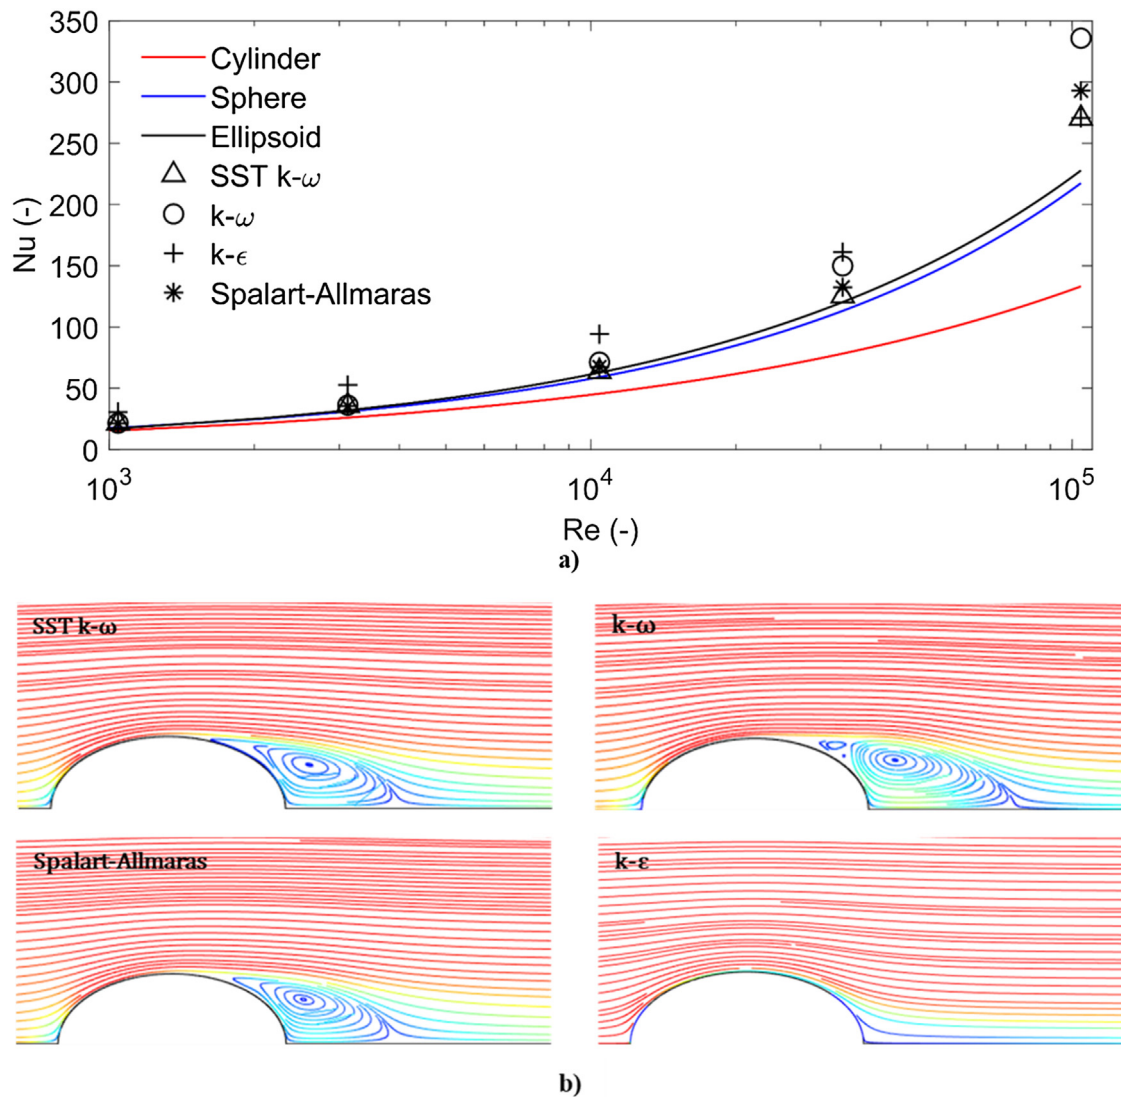 350
300
250
200
150
100
50
0
Nu (-)
Cylinder
Sphere
Ellipsoid
SST k-ω
k-ω
k-ϵ
Spalart-Allmaras
10³ 10⁴ 10⁵
Re (-)
a)
SST k-ω
k-ω
Spalart-Allmaras
k-ε
b)